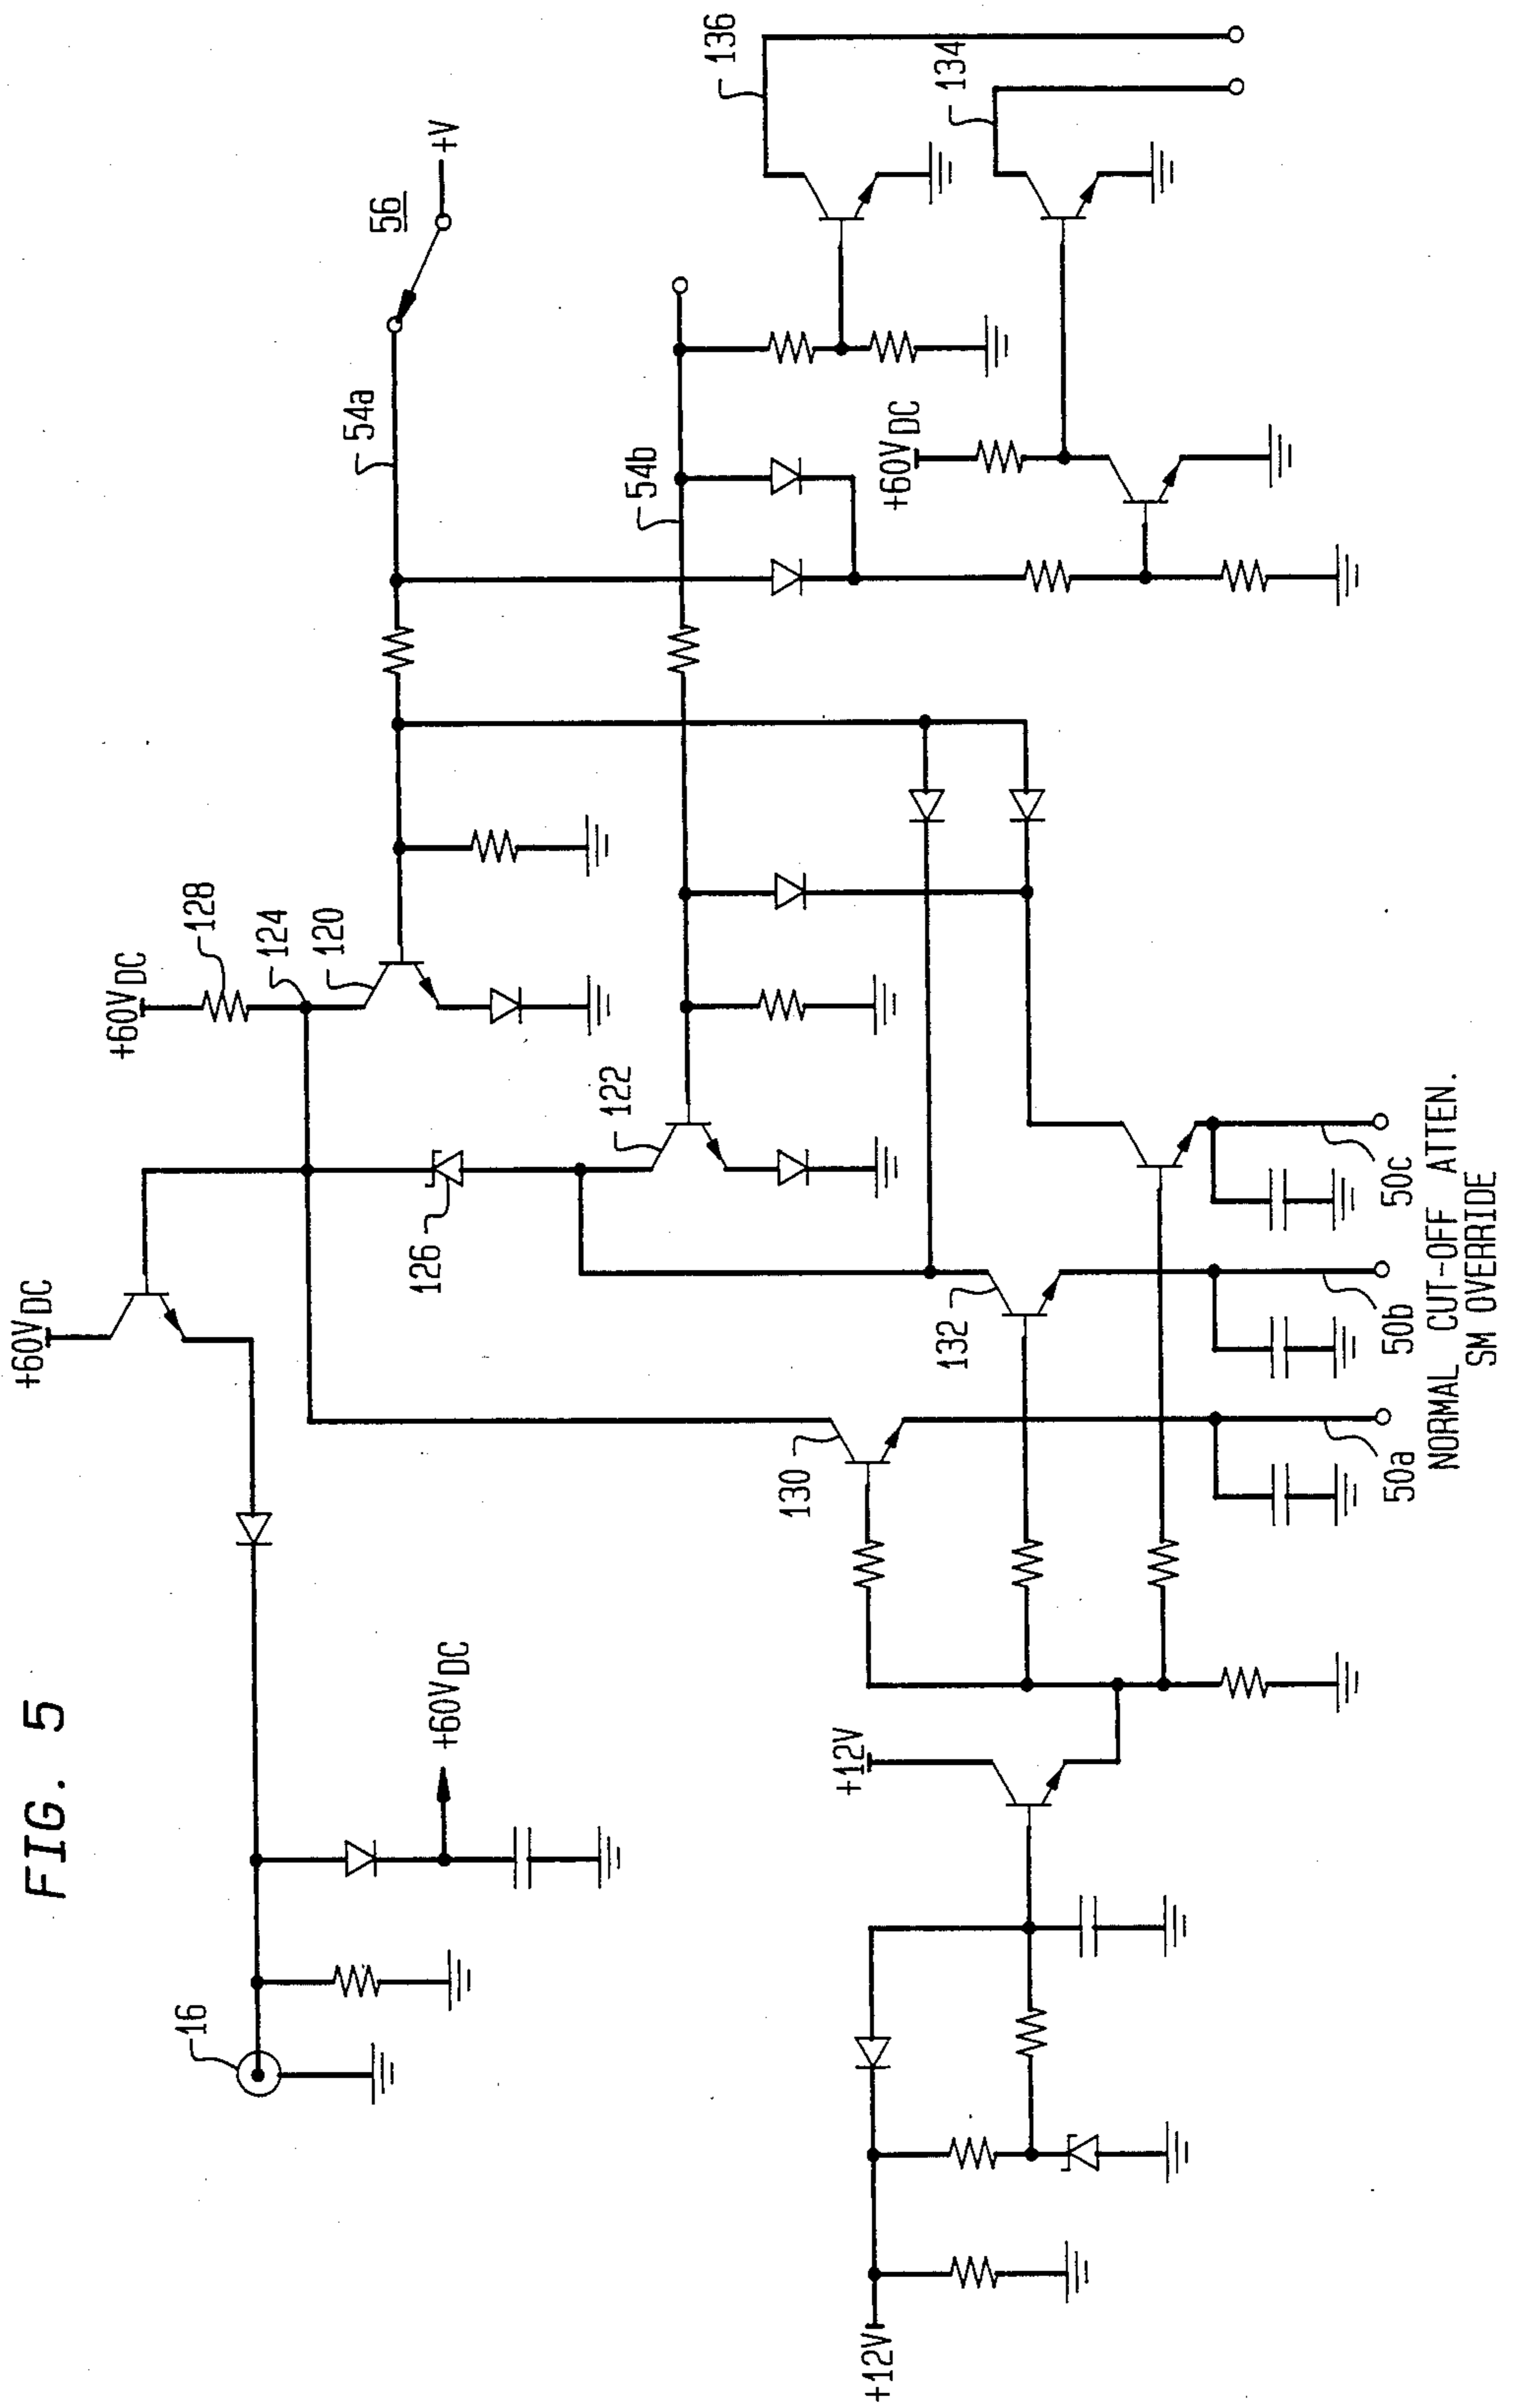 FIG. 5
16
+60VDC
+60VDC
+60VDC
128
124
120
126
122
54a
56
+V
54b
+60VDC
136
134
+12V
+12V
130
132
50a
50b
50c
NORMAL CUT-OFF ATTEN.
SM OVERRIDE